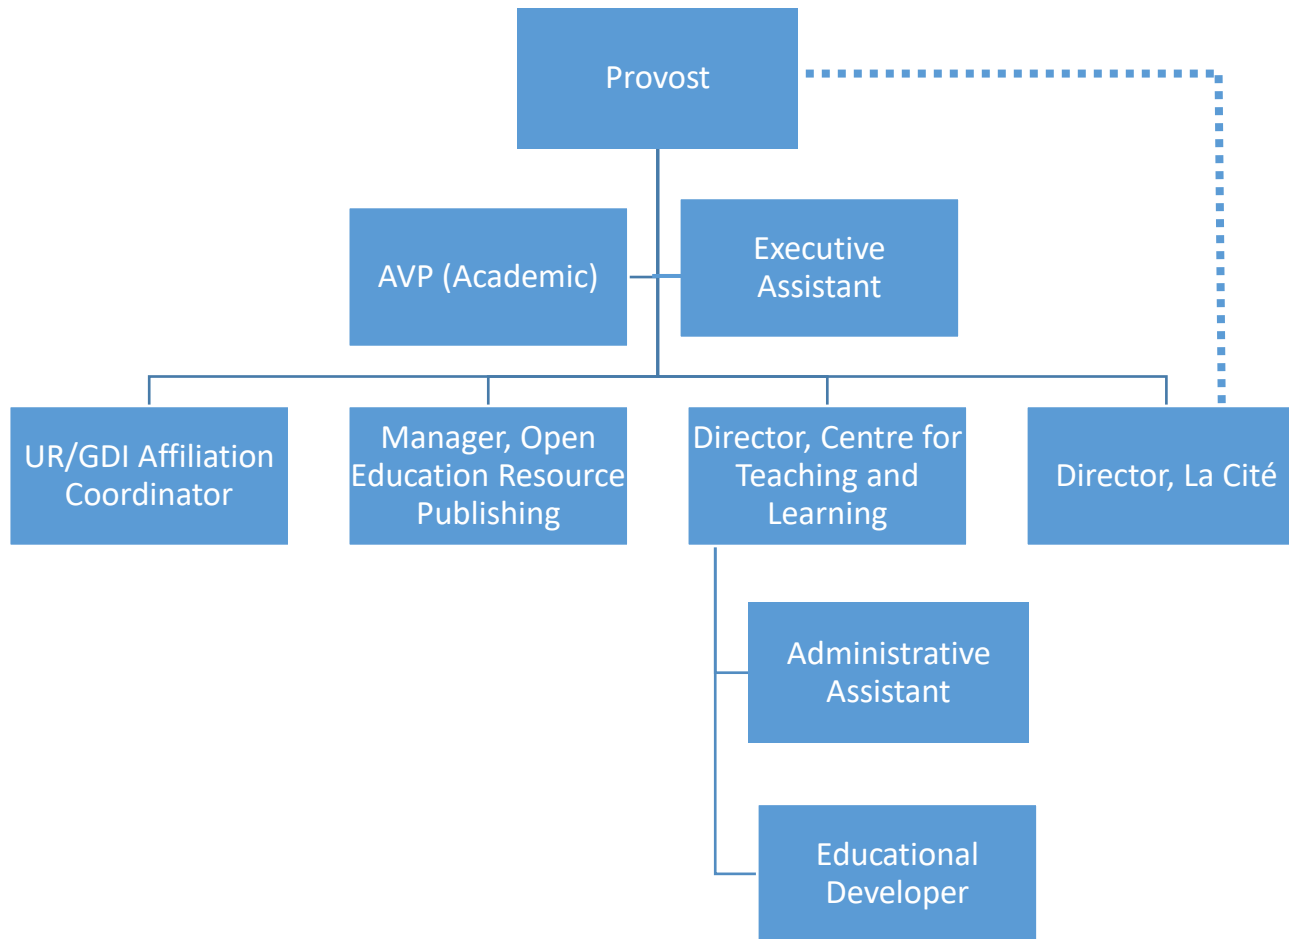 Provost
AVP (Academic)
Executive
Assistant
UR/GDI Affiliation
Coordinator
Manager, Open
Education Resource
Publishing
Director, Centre for
Teaching and
Learning
Director, La Cité
Administrative
Assistant
Educational
Developer